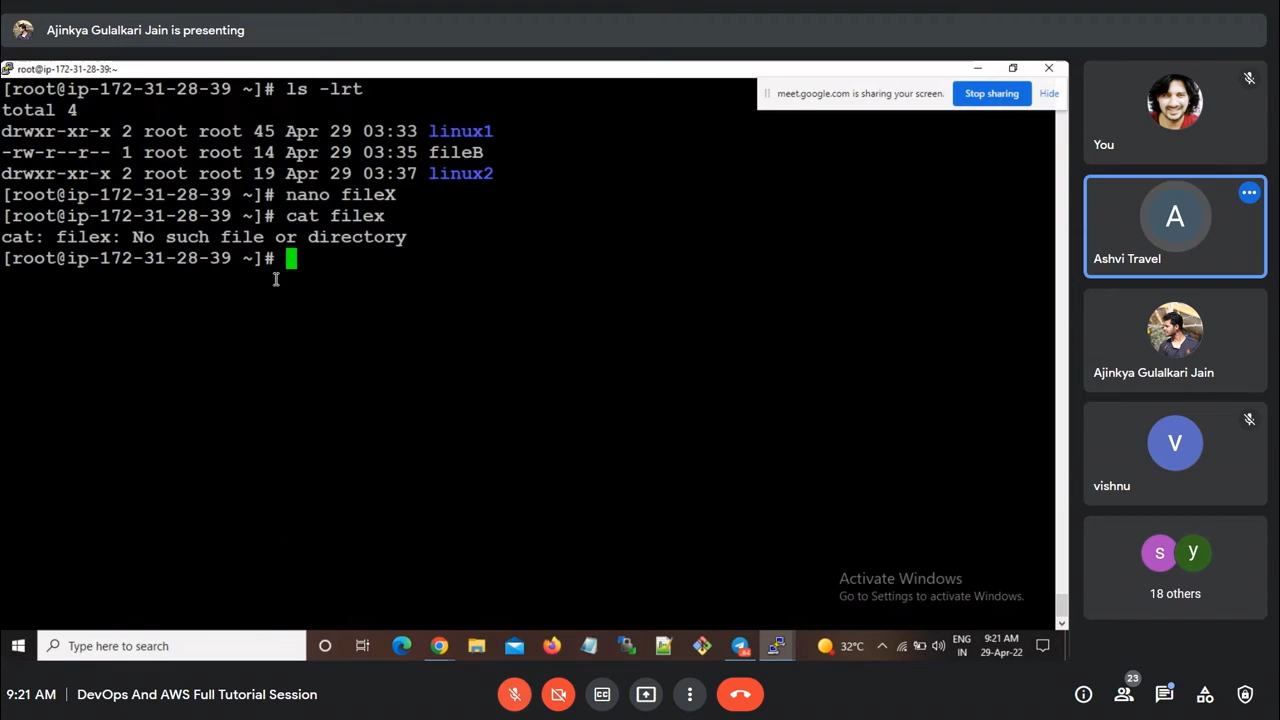 Ajinkya Gulalkari Jain is presenting
root@ip-172-31-28-39:~
[root@ip-172-31-28-39 ~]# ls -lrt
total 4
drwxr-xr-x 2 root root 45 Apr 29 03:33 linux1
-rw-r--r-- 1 root root 14 Apr 29 03:35 fileB
drwxr-xr-x 2 root root 19 Apr 29 03:37 linux2
[root@ip-172-31-28-39 ~]# nano fileX
[root@ip-172-31-28-39 ~]# cat filex
cat: filex: No such file or directory
[root@ip-172-31-28-39 ~]#
meet.google.com is sharing your screen.
Stop sharing
Hide
You
A
Ashvi Travel
Ajinkya Gulalkari Jain
V
vishnu
s y
18 others
Activate Windows
Go to Settings to activate Windows.
Type here to search
32°C
ENG
IN
9:21 AM
29-Apr-22
9:21 AM | DevOps And AWS Full Tutorial Session
23